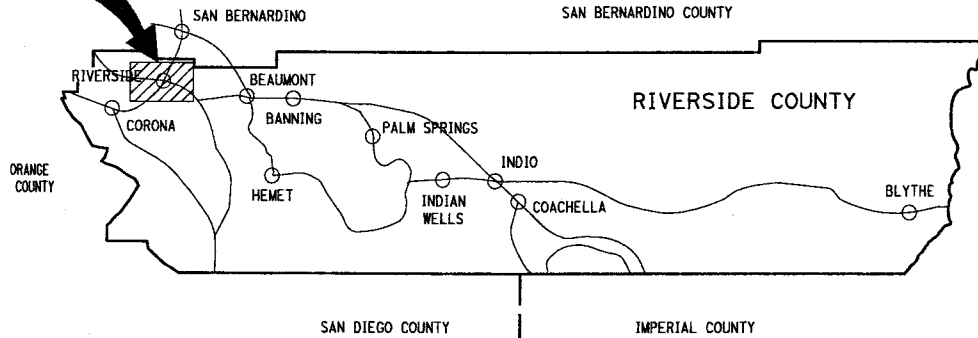 SAN BERNARDINO
SAN BERNARDINO COUNTY
RIVERSIDE
BEAUMONT
RIVERSIDE COUNTY
BANNING
CORONA
PALM SPRINGS
ORANGE
COUNTY
HEMET
INDIO
INDIAN
WELLS
COACHELLA
BLYTHE
SAN DIEGO COUNTY
IMPERIAL COUNTY